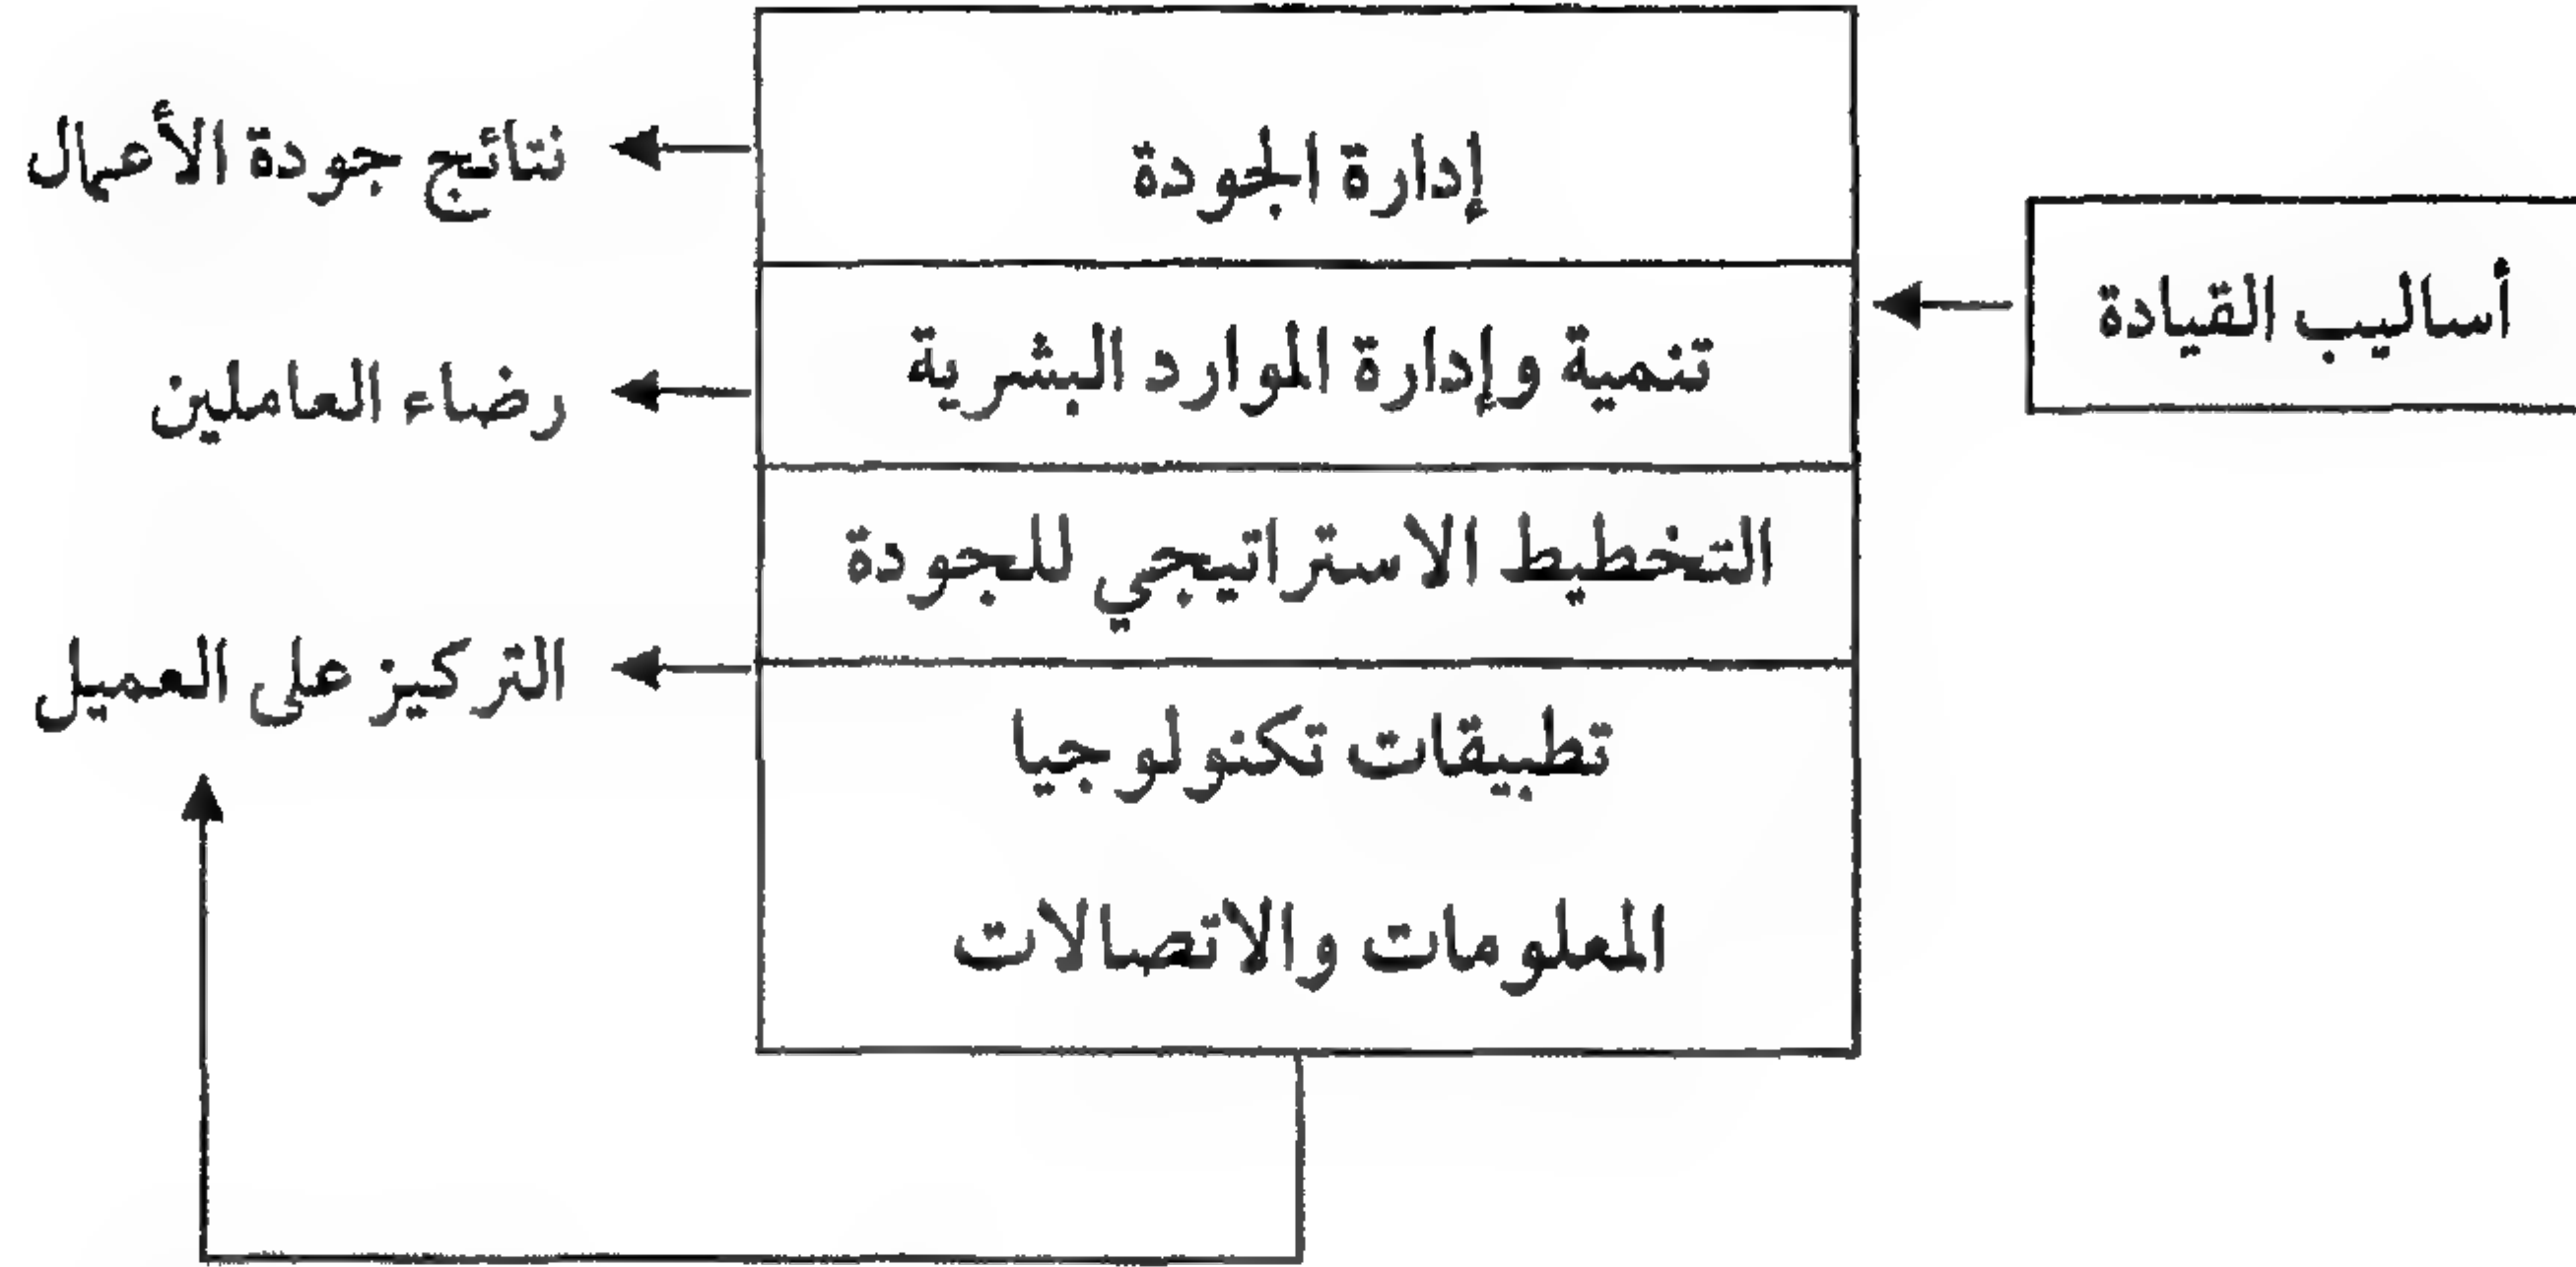 أساليب القيادة
إدارة الجودة
تنمية وإدارة الموارد البشرية
التخطيط الاستراتيجي للجودة
تطبيقات تكنولوجيا
المعلومات والاتصالات
نتائج جودة الأعمال
رضاء العاملين
التركيز على العميل